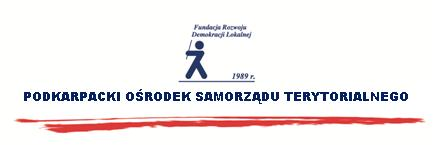 Fundacja Rozwoju
Demokracji Lokalnej
1989 r.
PODKARPACKI OŚRODEK SAMORZĄDU TERYTORIALNEGO